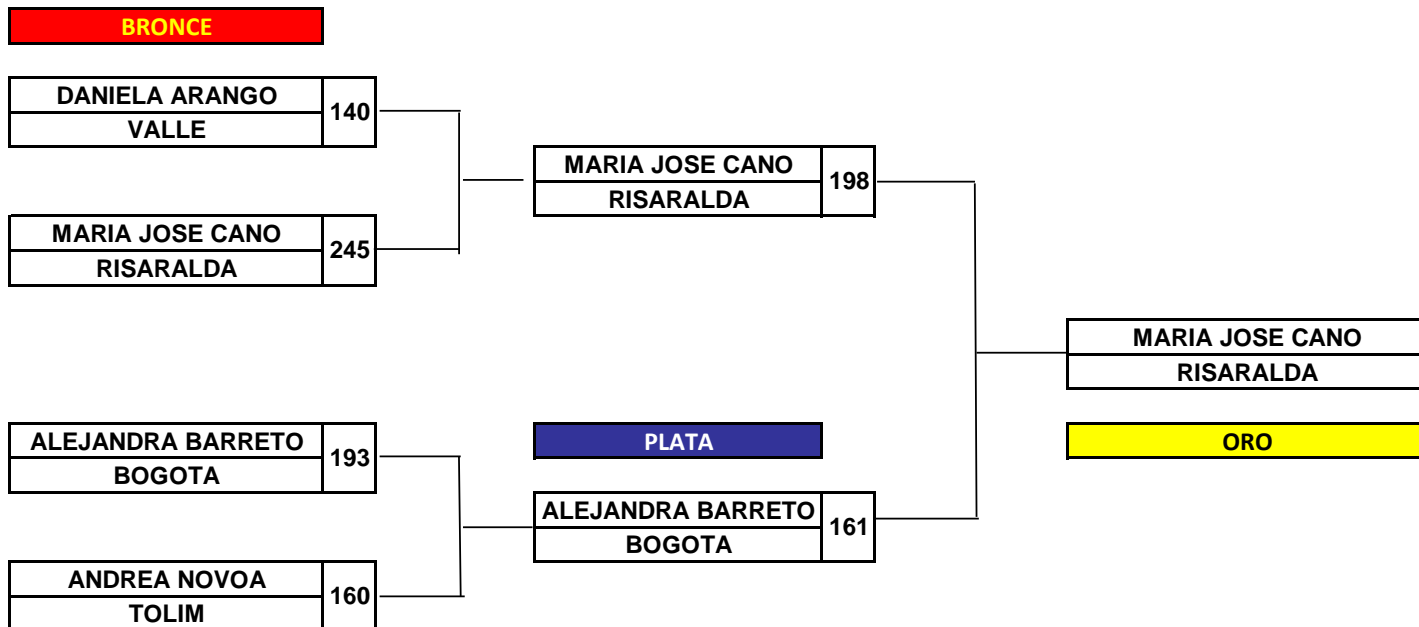 BRONCE
DANIELA ARANGO
140
VALLE
MARIA JOSE CANO
198
RISARALDA
MARIA JOSE CANO
245
RISARALDA
MARIA JOSE CANO
RISARALDA
ALEJANDRA BARRETO
193
BOGOTA
PLATA
ORO
ALEJANDRA BARRETO
161
BOGOTA
ANDREA NOVOA
160
TOLIM